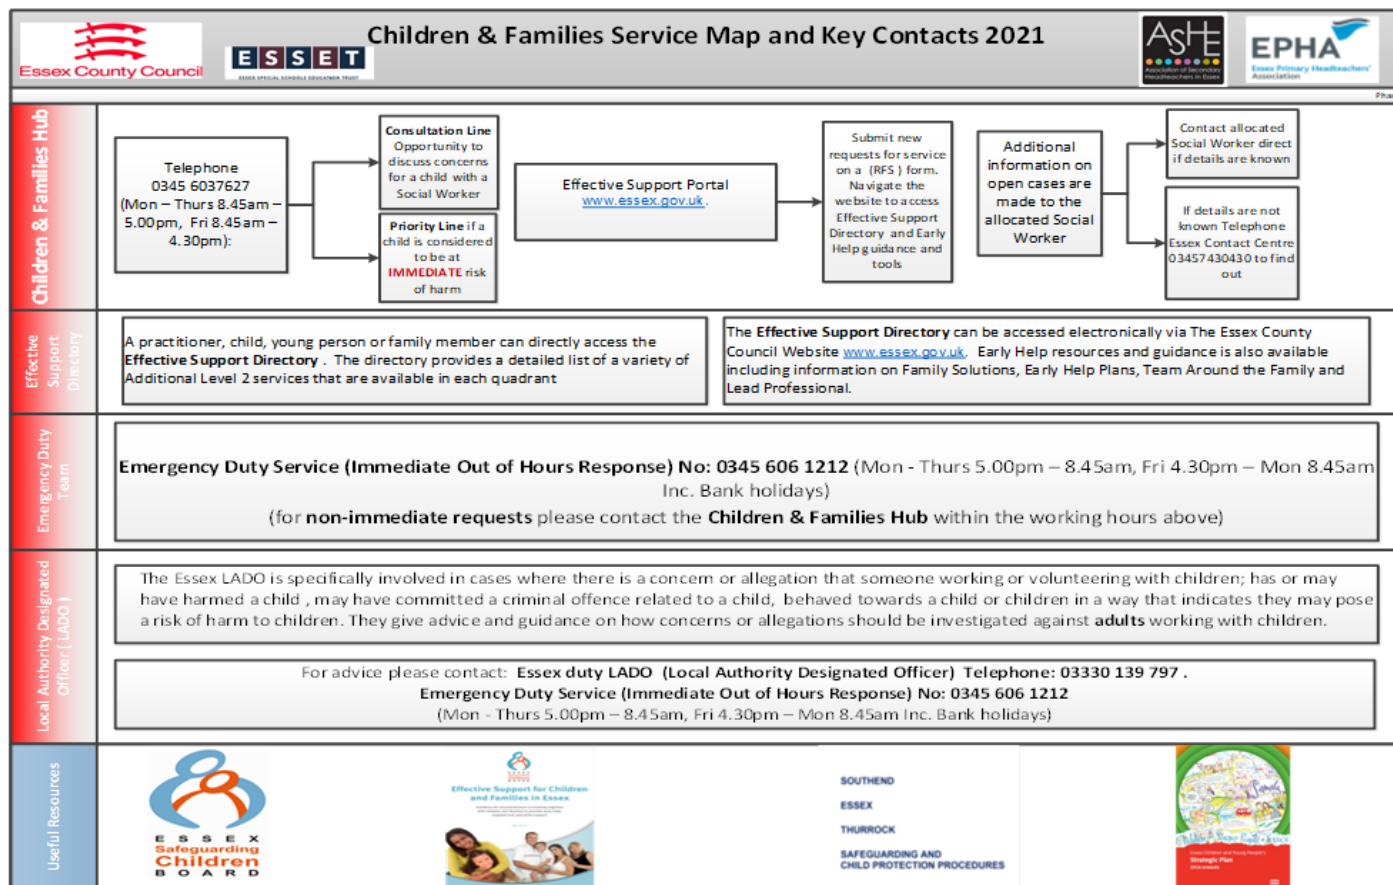 Children & Families Service Map and Key Contacts 2021
Essex County Council
ESSET
ESSEX SPECIAL SCHOOLS EDUCATION TRUST
ASHE
Association of Secondary
Headteachers in Essex
EPHA
Essex Primary Headteachers'
Association
Children & Families Hub
Telephone
0345 6037627
(Mon – Thurs 8.45am –
5.00pm, Fri 8.45am –
4.30pm):
Consultation Line
Opportunity to
discuss concerns
for a child with a
Social Worker
Priority Line if a
child is considered
to be at
IMMEDIATE risk
of harm
Effective Support Portal
www.essex.gov.uk .
Submit new
requests for service
on a (RFS ) form.
Navigate the
website to access
Effective Support
Directory and Early
Help guidance and
tools
Additional
information on
open cases are
made to the
allocated Social
Worker
Contact allocated
Social Worker direct
if details are known
If details are not
known Telephone
Essex Contact Centre
03457430430 to find
out
Effective
Support
Directory
A practitioner, child, young person or family member can directly access the
Effective Support Directory . The directory provides a detailed list of a variety of
Additional Level 2 services that are available in each quadrant
The Effective Support Directory can be accessed electronically via The Essex County
Council Website www.essex.gov.uk. Early Help resources and guidance is also available
including information on Family Solutions, Early Help Plans, Team Around the Family and
Lead Professional.
Emergency Duty
Team
Emergency Duty Service (Immediate Out of Hours Response) No: 0345 606 1212 (Mon - Thurs 5.00pm – 8.45am, Fri 4.30pm – Mon 8.45am
Inc. Bank holidays)
(for non-immediate requests please contact the Children & Families Hub within the working hours above)
Local Authority Designated
Officer ( LADO )
The Essex LADO is specifically involved in cases where there is a concern or allegation that someone working or volunteering with children; has or may
have harmed a child , may have committed a criminal offence related to a child, behaved towards a child or children in a way that indicates they may pose
a risk of harm to children. They give advice and guidance on how concerns or allegations should be investigated against adults working with children.
For advice please contact: Essex duty LADO (Local Authority Designated Officer) Telephone: 03330 139 797 .
Emergency Duty Service (Immediate Out of Hours Response) No: 0345 606 1212
(Mon - Thurs 5.00pm – 8.45am, Fri 4.30pm – Mon 8.45am Inc. Bank holidays)
Useful Resources
ESSEX
Safeguarding
Children
BOARD
Effective Support for Children
and Families in Essex
SOUTHEND
ESSEX
THURROCK
SAFEGUARDING AND
CHILD PROTECTION PROCEDURES
Essex Children and Young People's
Strategic Plan